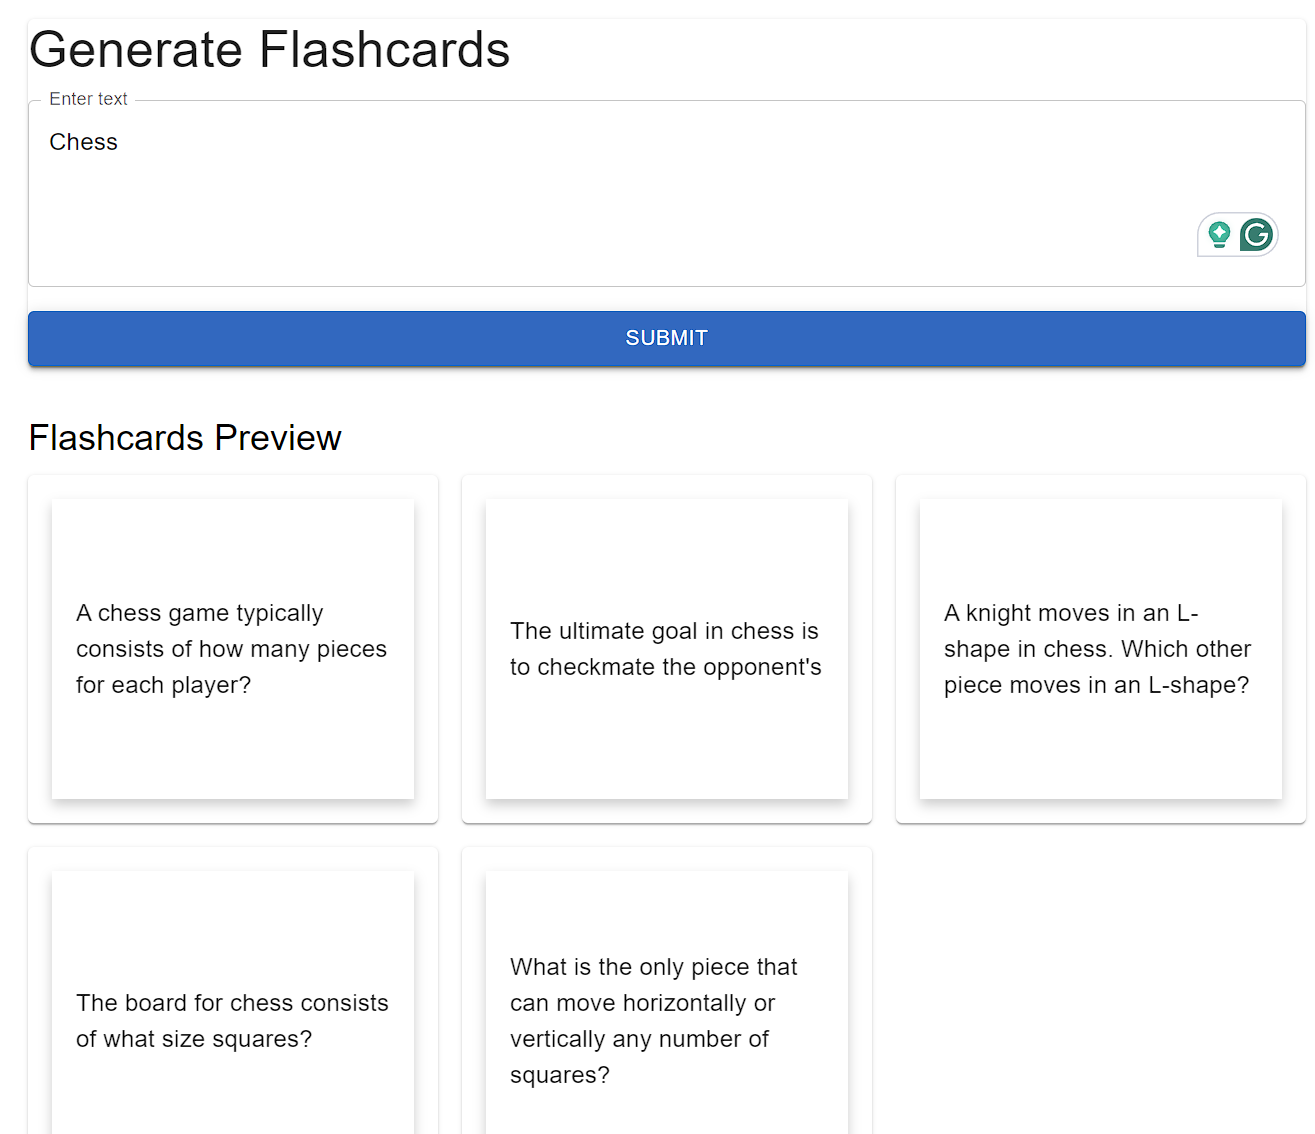 Generate Flashcards
Enter text
Chess
SUBMIT
Flashcards Preview
A chess game typically
consists of how many pieces
for each player?
The ultimate goal in chess is
to checkmate the opponent's
A knight moves in an L-
shape in chess. Which other
piece moves in an L-shape?
The board for chess consists
of what size squares?
What is the only piece that
can move horizontally or
vertically any number of
squares?